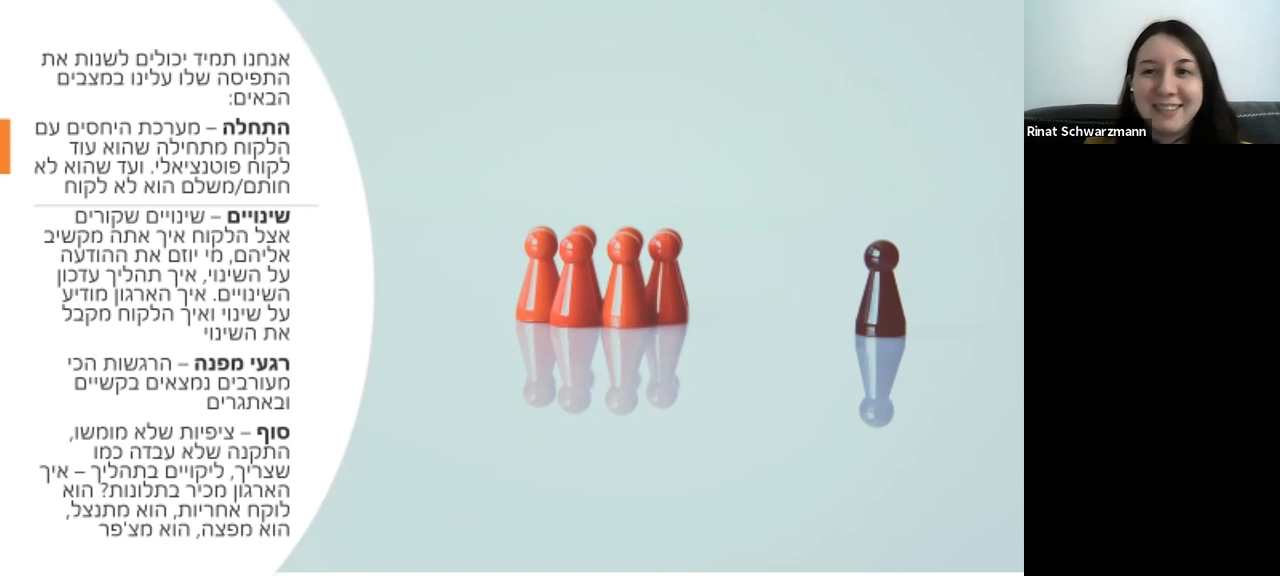 אנחנו תמיד יכולים לשנות את
התפיסה שלו עלינו במצבים
הבאים:
התחלה – מערכת היחסים עם
הלקוח מתחילה שהוא עוד
לקוח פוטנציאלי. ועד שהוא לא
חותם/משלם הוא לא לקוח
שינויים – שינויים שקורים
אצל הלקוח איך אתה מקשיב
אליהם, מי יוזם את ההודעה
על השינוי, איך תהליך עדכון
השינויים. איך הארגון מודיע
על שינוי ואיך הלקוח מקבל
את השינוי
רגעי מפנה – הרגשות הכי
מעורבים נמצאים בקשיים
ובאתגרים
סוף – ציפיות שלא מומשו,
התקנה שלא עבדה כמו
שצריך, ליקויים בתהליך – איך
הארגון מכיר בתלונות? הוא
לוקח אחריות, הוא מתנצל,
הוא מפצה, הוא מצ'פר
Rinat Schwarzmann